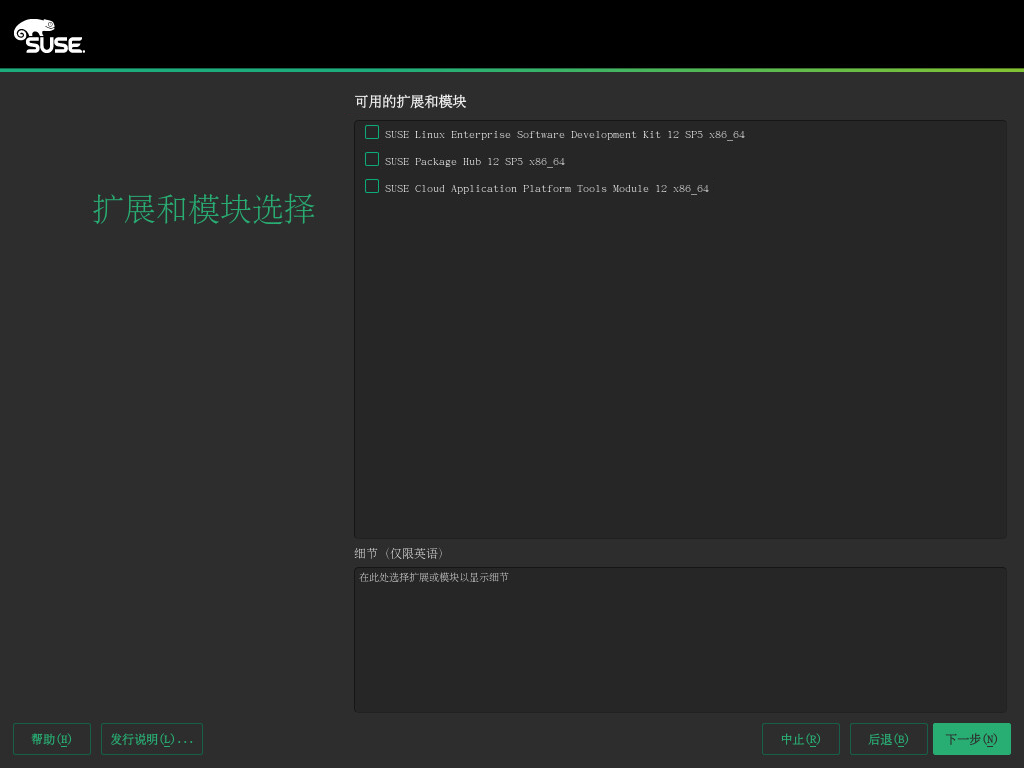 SUSE.
可用的扩展和模块
SUSE Linux Enterprise Software Development Kit 12 SP5 x86_64
SUSE Package Hub 12 SP5 x86_64
SUSE Cloud Application Platform Tools Module 12 x86_64
扩展和模块选择
细节（仅限英语）
在此处选择扩展或模块以显示细节
帮助(H) 发行说明(L)... 中止(R) 后退(B) 下一步(N)